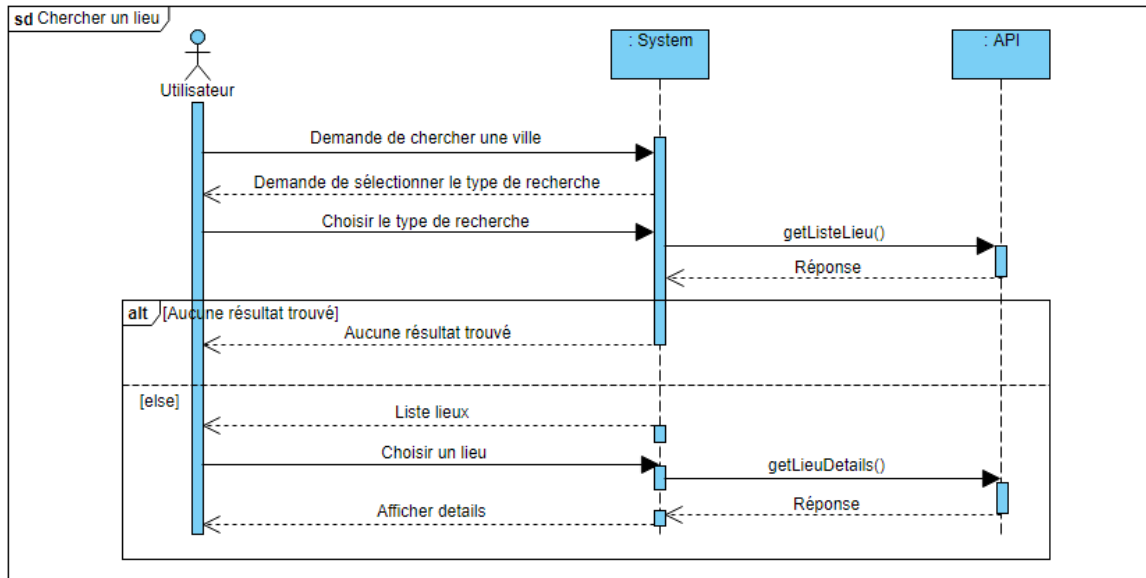 sd Chercher un lieu
Utilisateur
: System
: API
Demande de chercher une ville
Demande de sélectionner le type de recherche
Choisir le type de recherche
getListeLieu()
Réponse
alt [Aucune résultat trouvé]
Aucune résultat trouvé
[else]
Liste lieux
Choisir un lieu
getLieuDetails()
Réponse
Afficher details